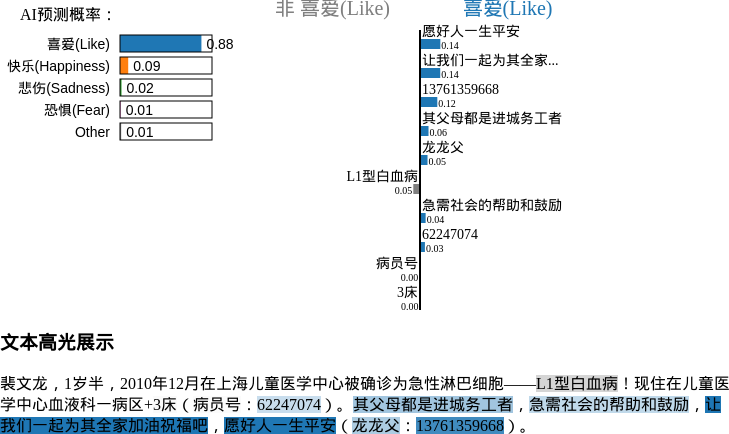 AI预测概率：
喜爱(Like) 0.88
快乐(Happiness) 0.09
悲伤(Sadness) 0.02
恐惧(Fear) 0.01
Other 0.01
非 喜爱(Like) 喜爱(Like)
愿好人一生平安
0.14
让我们一起为其全家...
0.14
13761359668
0.12
其父母都是进城务工者
0.06
龙龙父
0.05
L1型白血病
0.05
急需社会的帮助和鼓励
0.04
62247074
0.03
病员号
0.00
3床
0.00
文本高光展示
裴文龙，1岁半，2010年12月在上海儿童医学中心被确诊为急性淋巴细胞——L1型白血病！现住在儿童医
学中心血液科一病区+3床（病员号：62247074）。其父母都是进城务工者，急需社会的帮助和鼓励，让
我们一起为其全家加油祝福吧，愿好人一生平安（龙龙父：13761359668）。